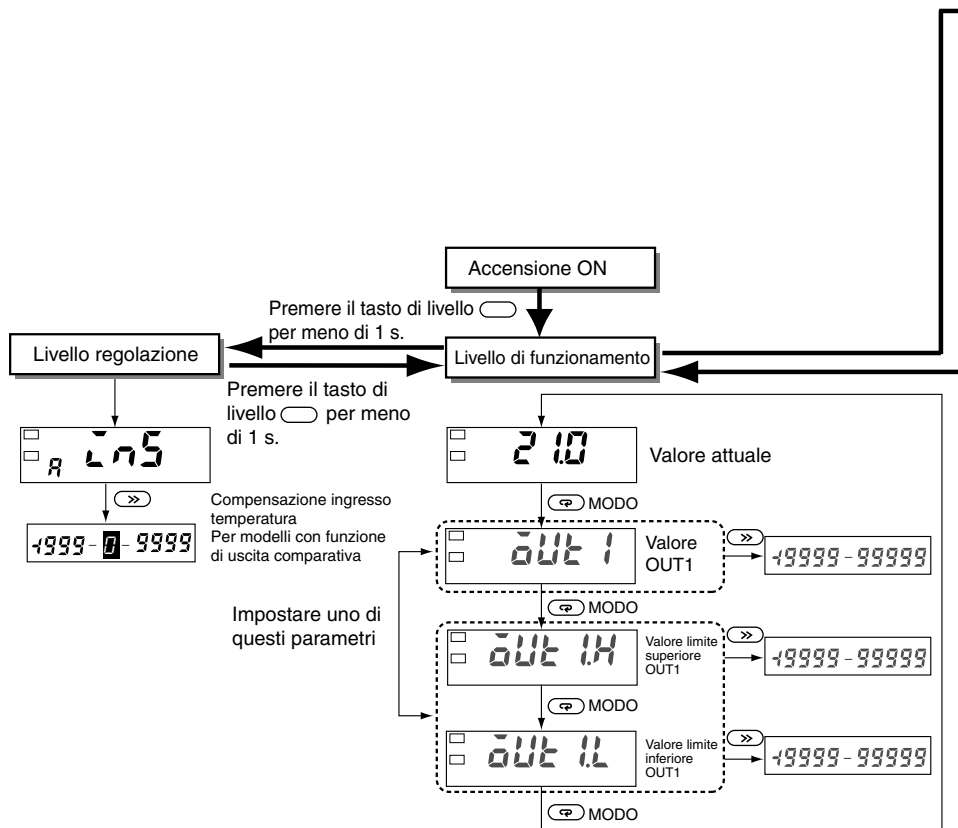 Accensione ON
Premere il tasto di livello
per meno di 1 s.
Livello regolazione
Livello di funzionamento
Premere il tasto di
livello per meno
di 1 s.
A inS
Compensazione ingresso
temperatura
Per modelli con funzione
di uscita comparativa
-1999-0-9999
21.0
Valore attuale
MODO
oUt 1
Valore
OUT1
-19999-99999
MODO
Impostare uno di
questi parametri
oUt 1.H
Valore limite
superiore
OUT1
-19999-99999
MODO
oUt 1.L
Valore limite
inferiore
OUT1
-19999-99999
MODO